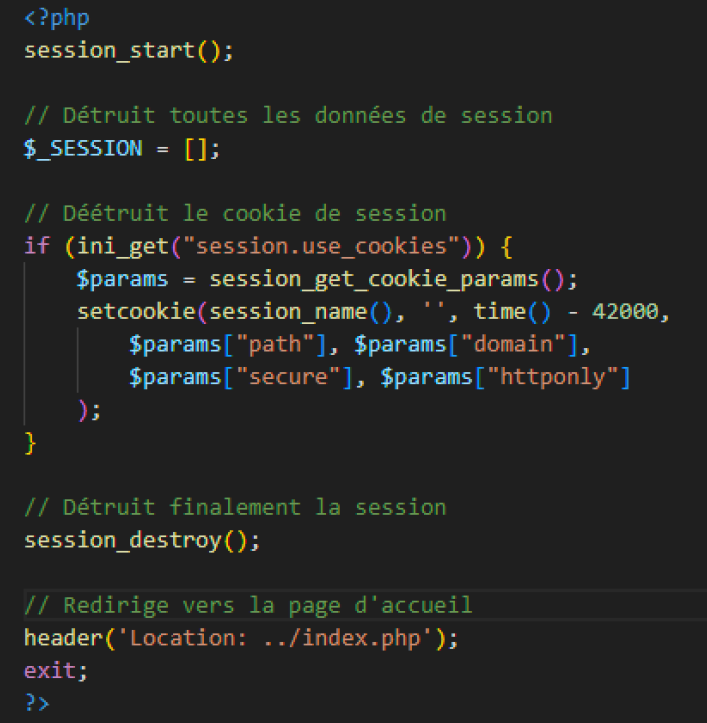 <?php
session_start();
// Détruit toutes les données de session
$_SESSION = [];
// Déétruit le cookie de session
if (ini_get("session.use_cookies")) {
$params = session_get_cookie_params();
setcookie(session_name(), '', time() - 42000,
$params["path"], $params["domain"],
$params["secure"], $params["httponly"]
);
}
// Détruit finalement la session
session_destroy();
// Redirige vers la page d'accueil
header('Location: ../index.php');
exit;
?>